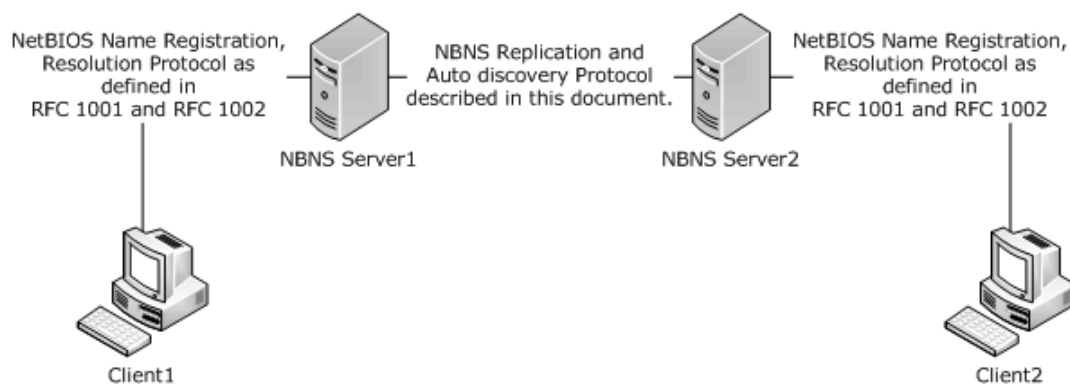 NetBIOS Name Registration,
Resolution Protocol as
defined in
RFC 1001 and RFC 1002
NBNS Server1
NBNS Replication and
Auto discovery Protocol
described in this document.
NBNS Server2
NetBIOS Name Registration,
Resolution Protocol as
defined in
RFC 1001 and RFC 1002
Client1
Client2